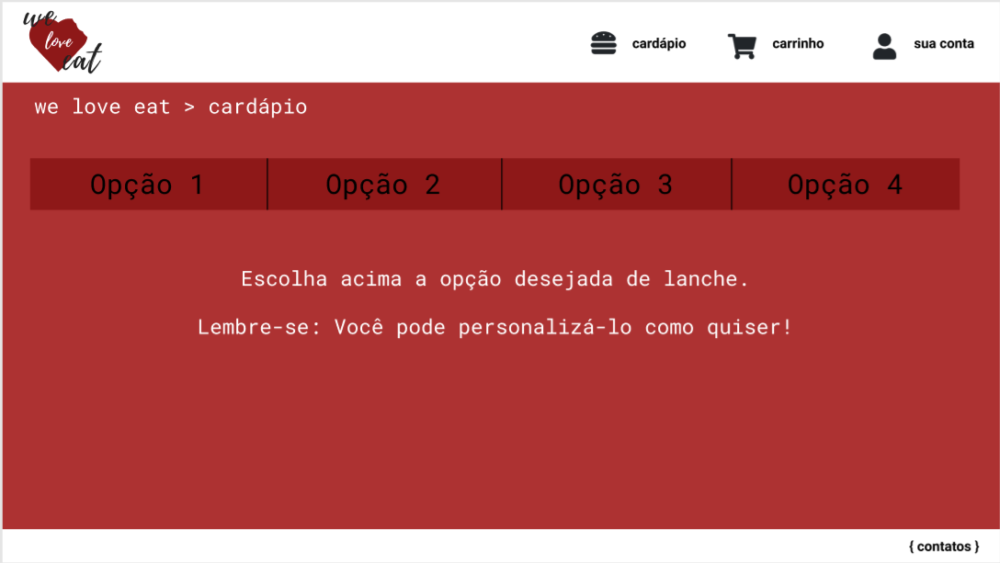 we
love
eat
cardápio
carrinho
sua conta
we love eat > cardápio
Opção 1
Opção 2
Opção 3
Opção 4
Escolha acima a opção desejada de lanche.
Lembre-se: Você pode personalizá-lo como quiser!
{ contatos }